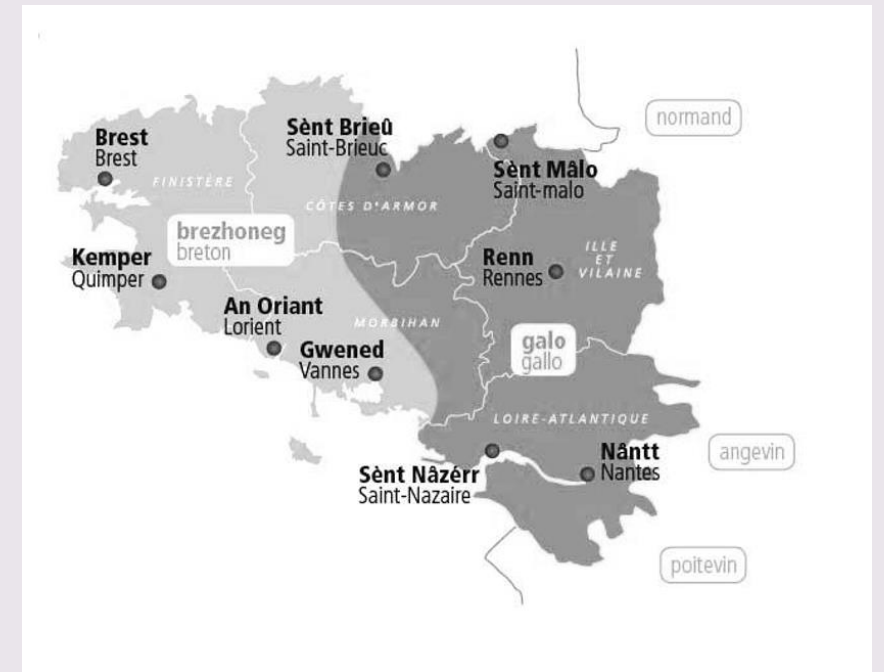 normand
Brest
Brest
Sènt Brieû
Saint-Brieuc
Sènt Mâlo
Saint-malo
FINISTÈRE
CÔTES D'ARMOR
brezhoneg
breton
Kemper
Quimper
Renn
Rennes
ILLE
ET
VILAINE
An Oriant
Lorient
MORBIHAN
Gwened
Vannes
galo
gallo
LOIRE-ATLANTIQUE
Sènt Nâzérr
Saint-Nazaire
Nântt
Nantes
angevin
poitevin